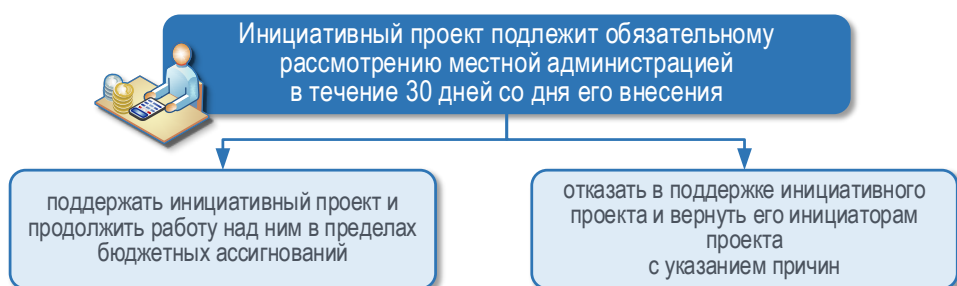 Инициативный проект подлежит обязательному
рассмотрению местной администрацией
в течение 30 дней со дня его внесения
поддержать инициативный проект и
продолжить работу над ним в пределах
бюджетных ассигнований
отказать в поддержке инициативного
проекта и вернуть его инициаторам
проекта
с указанием причин